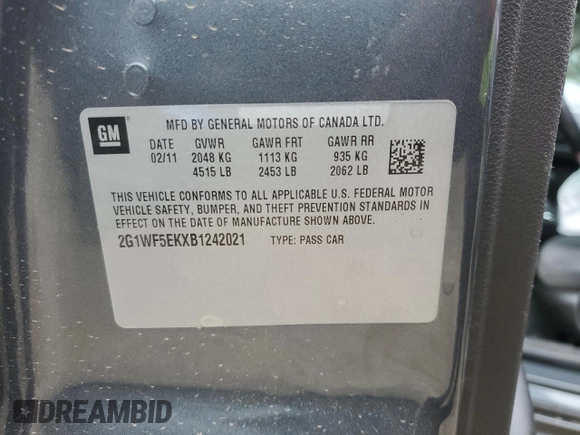 GM
MFD BY GENERAL MOTORS OF CANADA LTD.
DATE GVWR GAWR FRT GAWR RR
02/11 2048 KG 1113 KG 935 KG
4515 LB 2453 LB 2062 LB
THIS VEHICLE CONFORMS TO ALL APPLICABLE U.S. FEDERAL MOTOR
VEHICLE SAFETY, BUMPER, AND THEFT PREVENTION STANDARDS IN
EFFECT ON THE DATE OF MANUFACTURE SHOWN ABOVE.
2G1WF5EKXB1242021 TYPE: PASS CAR
DREAMBID